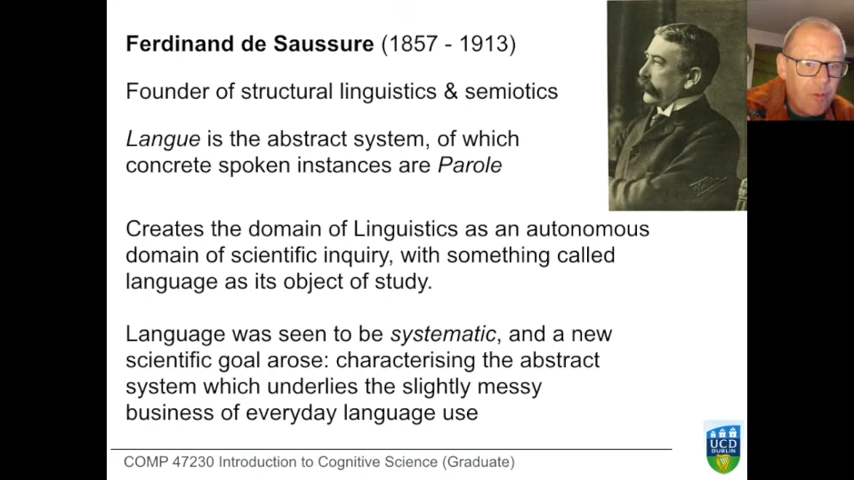 Ferdinand de Saussure (1857 - 1913)
Founder of structural linguistics & semiotics
Langue is the abstract system, of which
concrete spoken instances are Parole
Creates the domain of Linguistics as an autonomous
domain of scientific inquiry, with something called
language as its object of study.
Language was seen to be systematic, and a new
scientific goal arose: characterising the abstract
system which underlies the slightly messy
business of everyday language use
COMP 47230 Introduction to Cognitive Science (Graduate)
UCD
DUBLIN